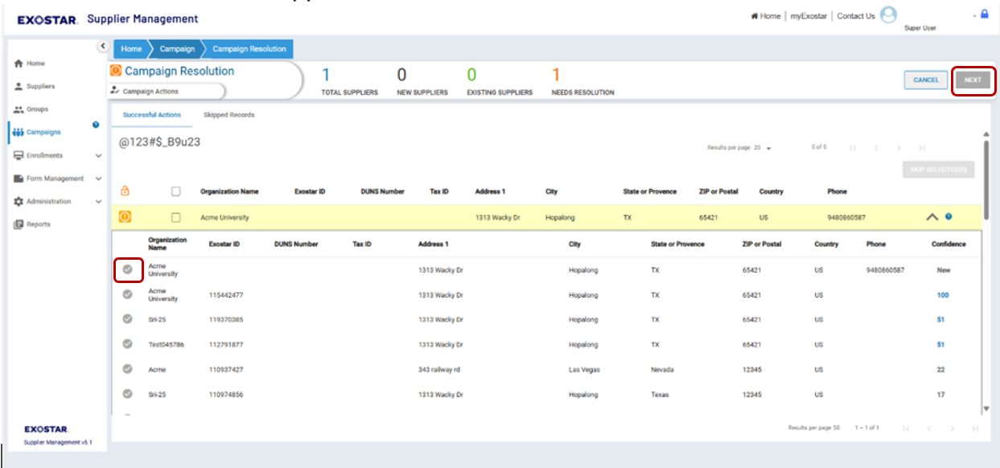 EXOSTAR. Supplier Management
Home | myExostar | Contact Us
Super User
Home
Suppliers
Groups
Campaigns
Enrollments
Form Management
Administration
Reports
EXOSTAR.
Supplier Management v5.1
Home Campaign Campaign Resolution
Campaign Resolution
Campaign Actions
1 TOTAL SUPPLIERS
0 NEW SUPPLIERS
0 EXISTING SUPPLIERS
1 NEEDS RESOLUTION
CANCEL NEXT
Successful Actions Skipped Records
@123#$_B9u23
Results per page 20 0 of 0
SKIP SELECTED(0)
Organization Name Exostar ID DUNS Number Tax ID Address 1 City State or Provence ZIP or Postal Country Phone
Acme University 1313 Wacky Dr Hopalong TX 65421 US 9480860587
Organization Name Exostar ID DUNS Number Tax ID Address 1 City State or Provence ZIP or Postal Country Phone Confidence
Acme University 1313 Wacky Dr Hopalong TX 65421 US 9480860587 New
Acme University 115442477 1313 Wacky Dr Hopalong TX 65421 US 100
Sri-25 119370385 1313 Wacky Dr Hopalong TX 65421 US 51
Test045786 112791877 1313 Wacky Dr Hopalong TX 65421 US 51
Acme 110937427 343 railway rd Las Vegas Nevada 12345 US 22
Sri-25 110974856 1313 Wacky Dr Hopalong Texas 12345 US 17
Results per page 50 1 – 1 of 1